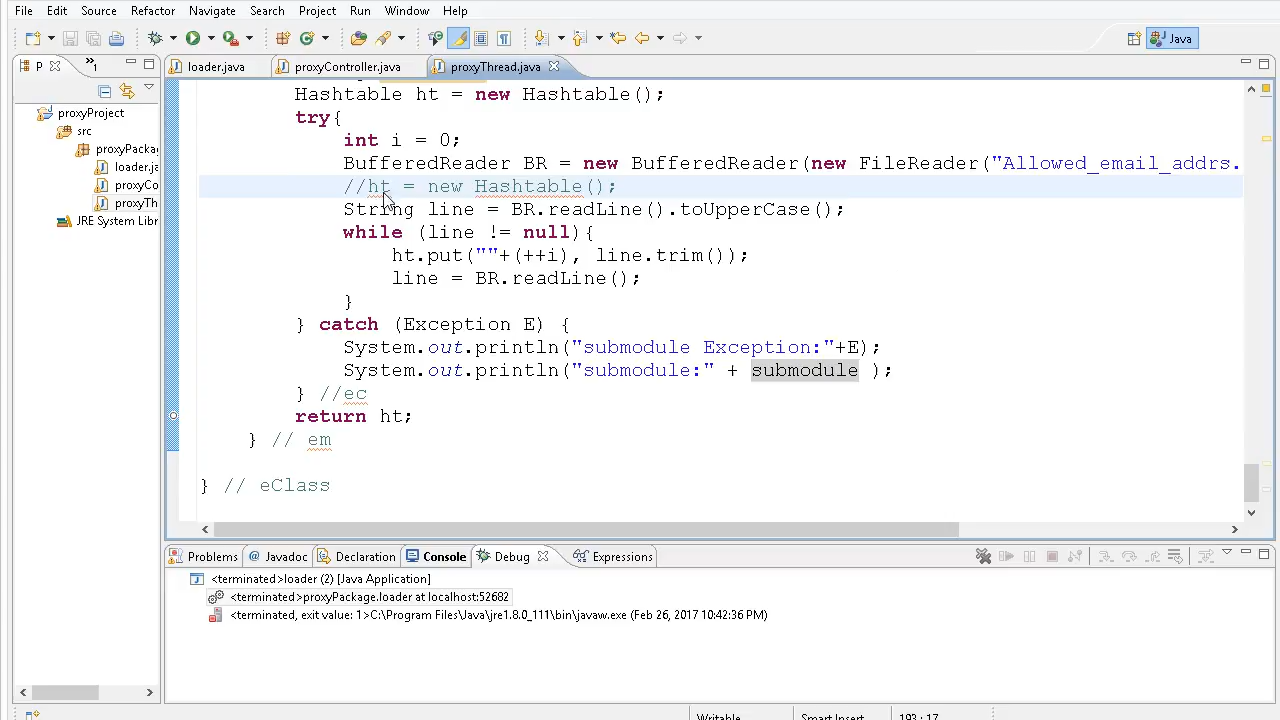 File Edit Source Refactor Navigate Search Project Run Window Help
Java
P »1
loader.java proxyController.java proxyThread.java
proxyProject
src
proxyPackag
loader.ja
proxyCo
proxyTh
JRE System Libr
Hashtable ht = new Hashtable();
try{
int i = 0;
BufferedReader BR = new BufferedReader(new FileReader("Allowed_email_addrs.
//ht = new Hashtable();
String line = BR.readLine().toUpperCase();
while (line != null){
ht.put(""+(++i), line.trim());
line = BR.readLine();
}
} catch (Exception E) {
System.out.println("submodule Exception:"+E);
System.out.println("submodule:" + submodule );
} //ec
return ht;
} // em
} // eClass
Problems @ Javadoc Declaration Console Debug Expressions
<terminated>loader (2) [Java Application]
<terminated>proxyPackage.loader at localhost:52682
<terminated, exit value: 1>C:\Program Files\Java\jre1.8.0_111\bin\javaw.exe (Feb 26, 2017 10:42:36 PM)
Writable Smart Insert 193 : 17